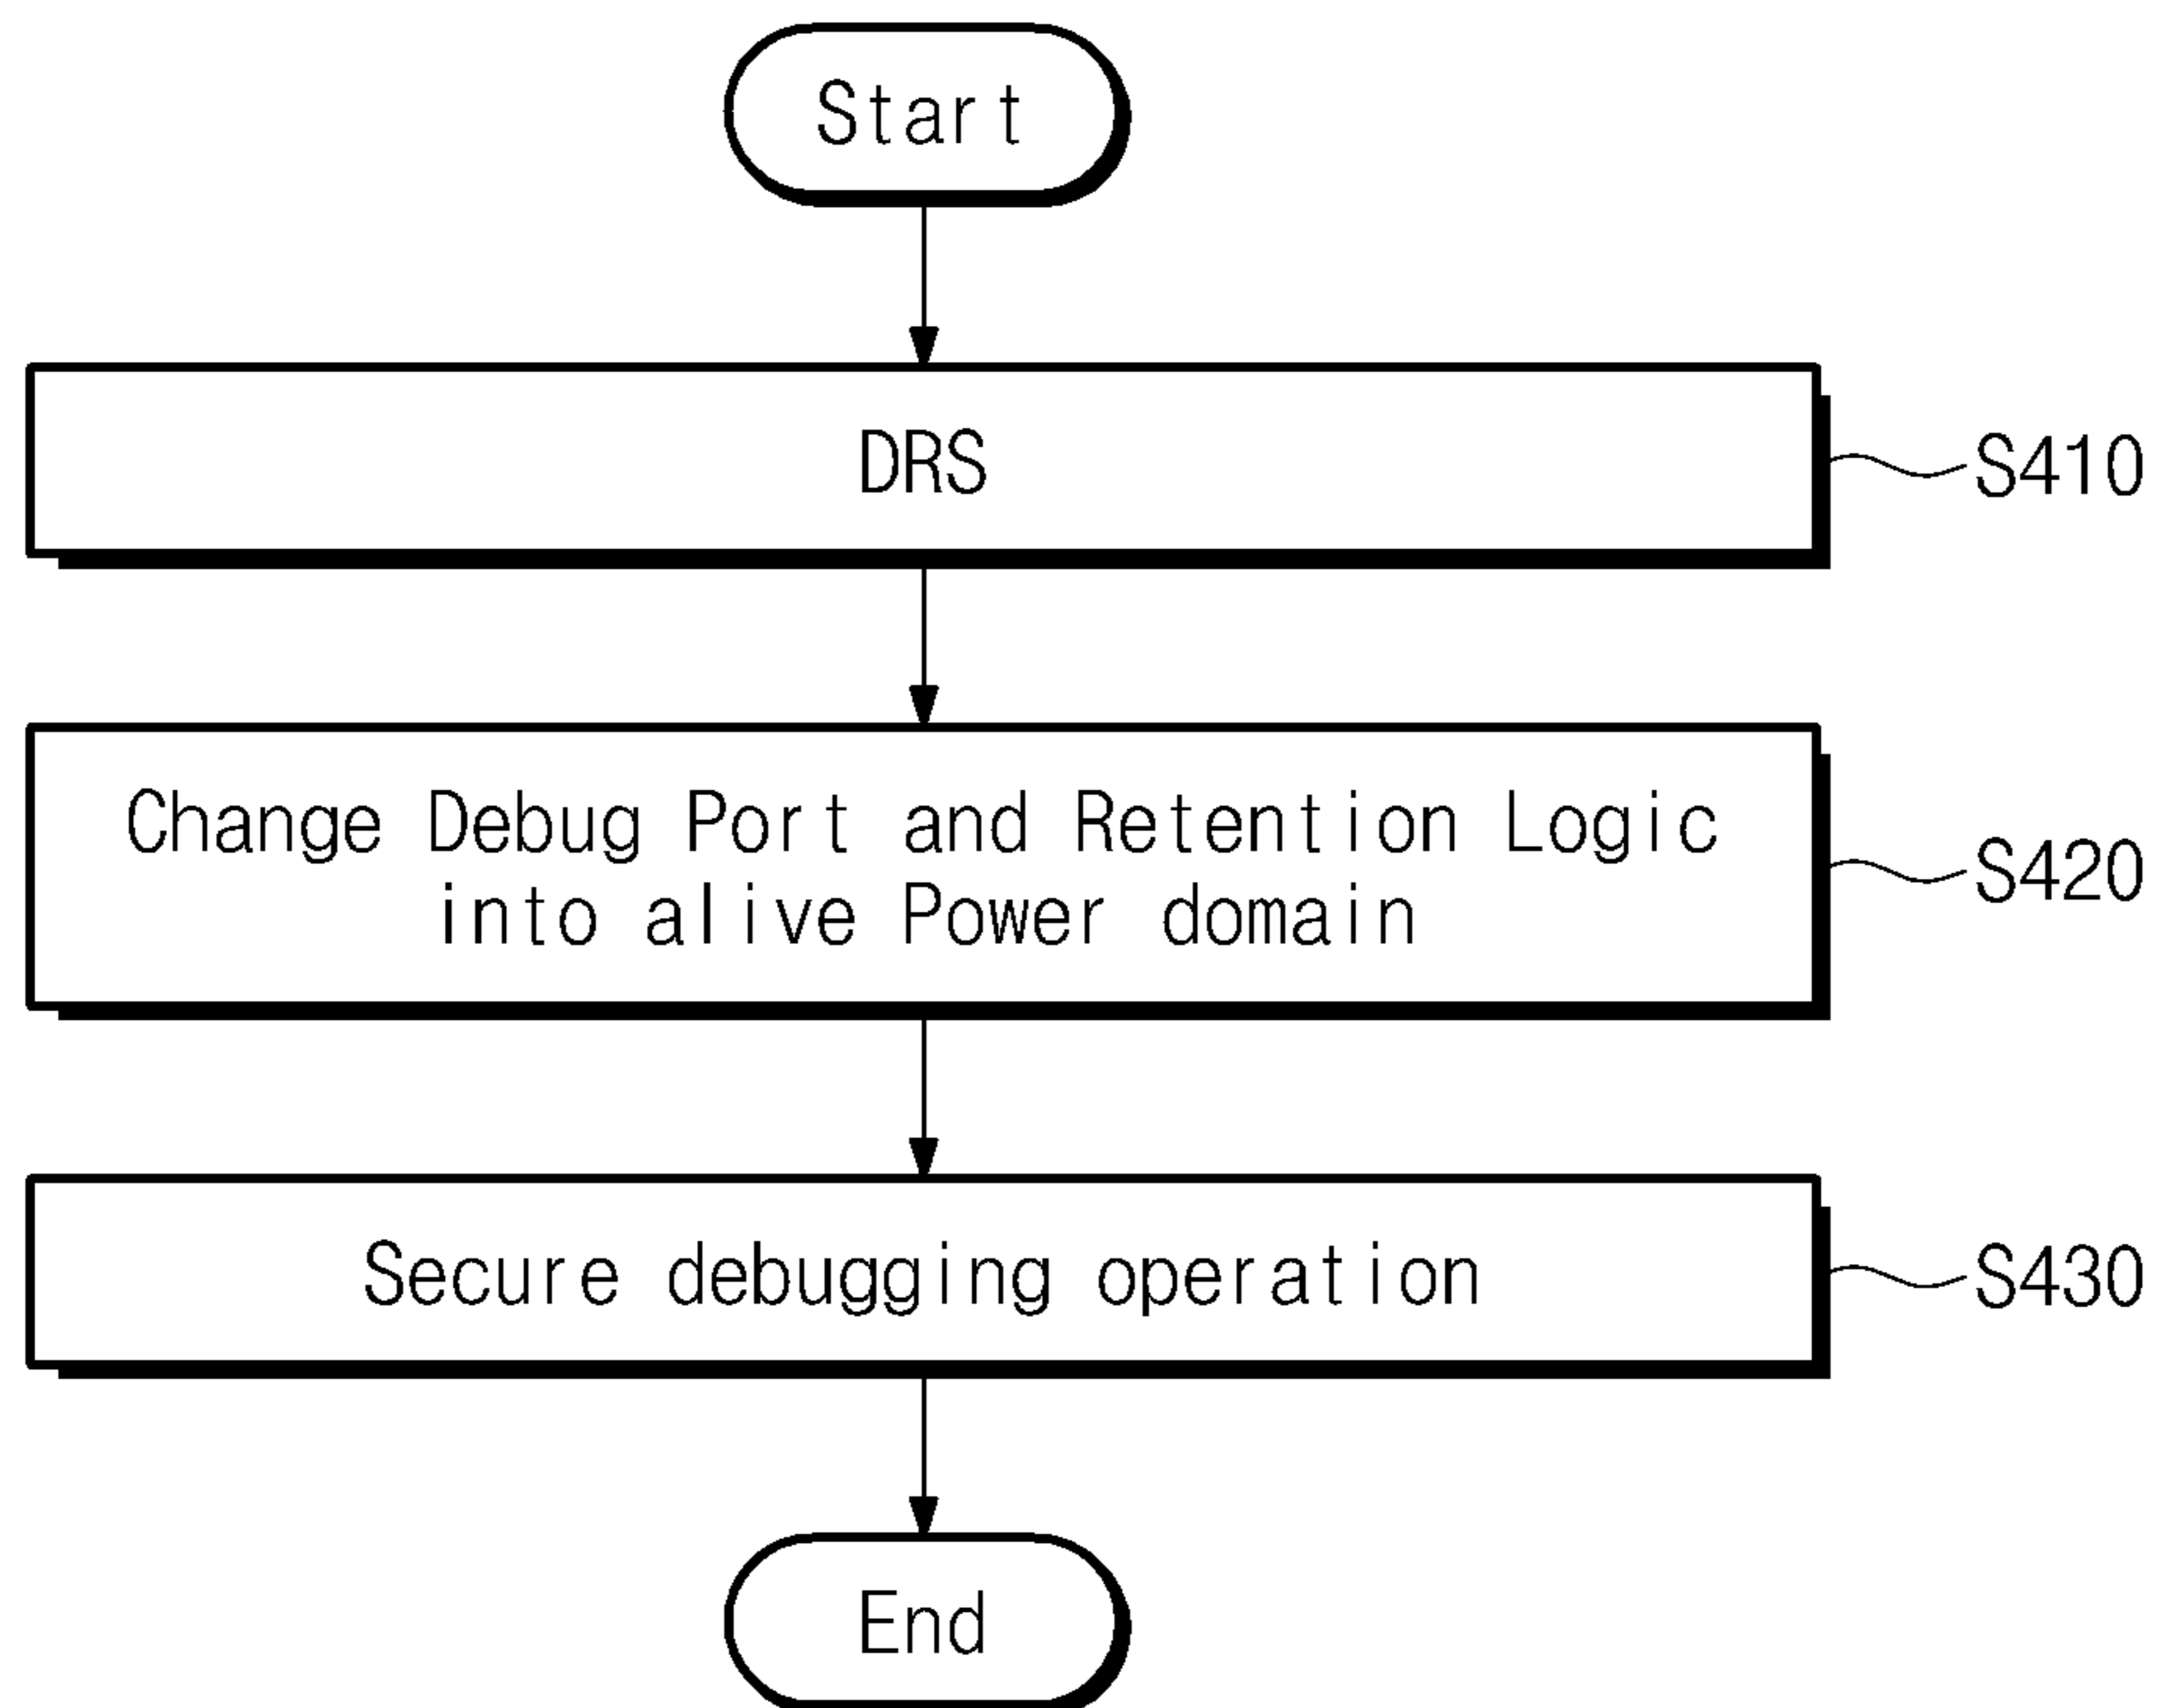 Start
DRS
S410
Change Debug Port and Retention Logic
into alive Power domain
S420
Secure debugging operation
S430
End